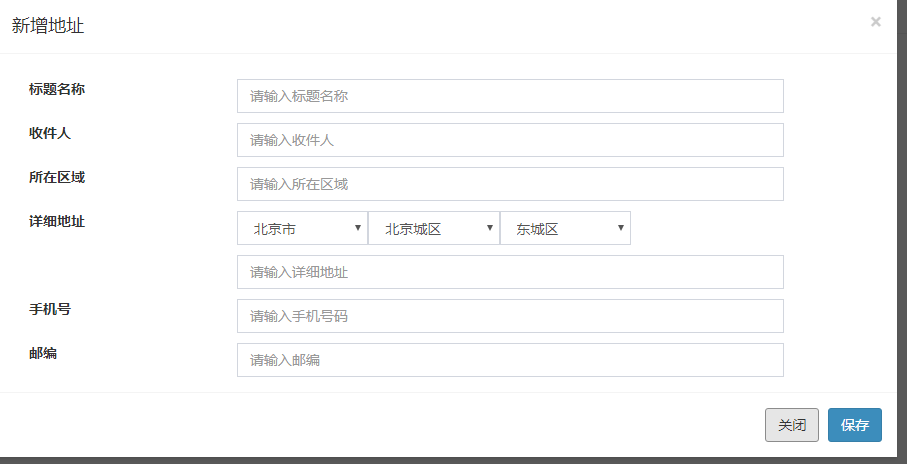 新增地址 ×
标题名称 请输入标题名称
收件人 请输入收件人
所在区域 请输入所在区域
详细地址 北京市 北京城区 东城区
请输入详细地址
手机号 请输入手机号码
邮编 请输入邮编
关闭 保存